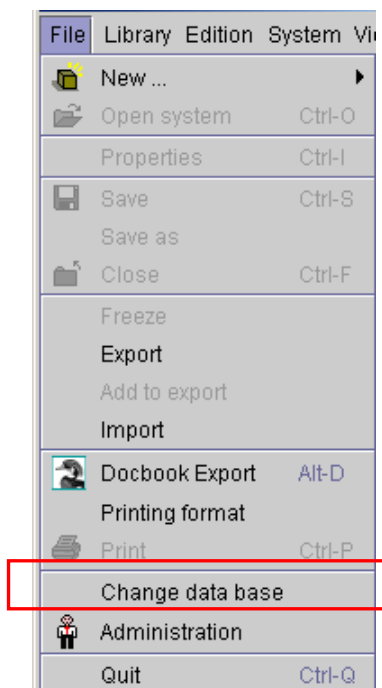 File Library Edition System Vi
New ...
Open system Ctrl-O
Properties Ctrl-I
Save Ctrl-S
Save as
Close Ctrl-F
Freeze
Export
Add to export
Import
Docbook Export Alt-D
Printing format
Print Ctrl-P
Change data base
Administration
Quit Ctrl-Q